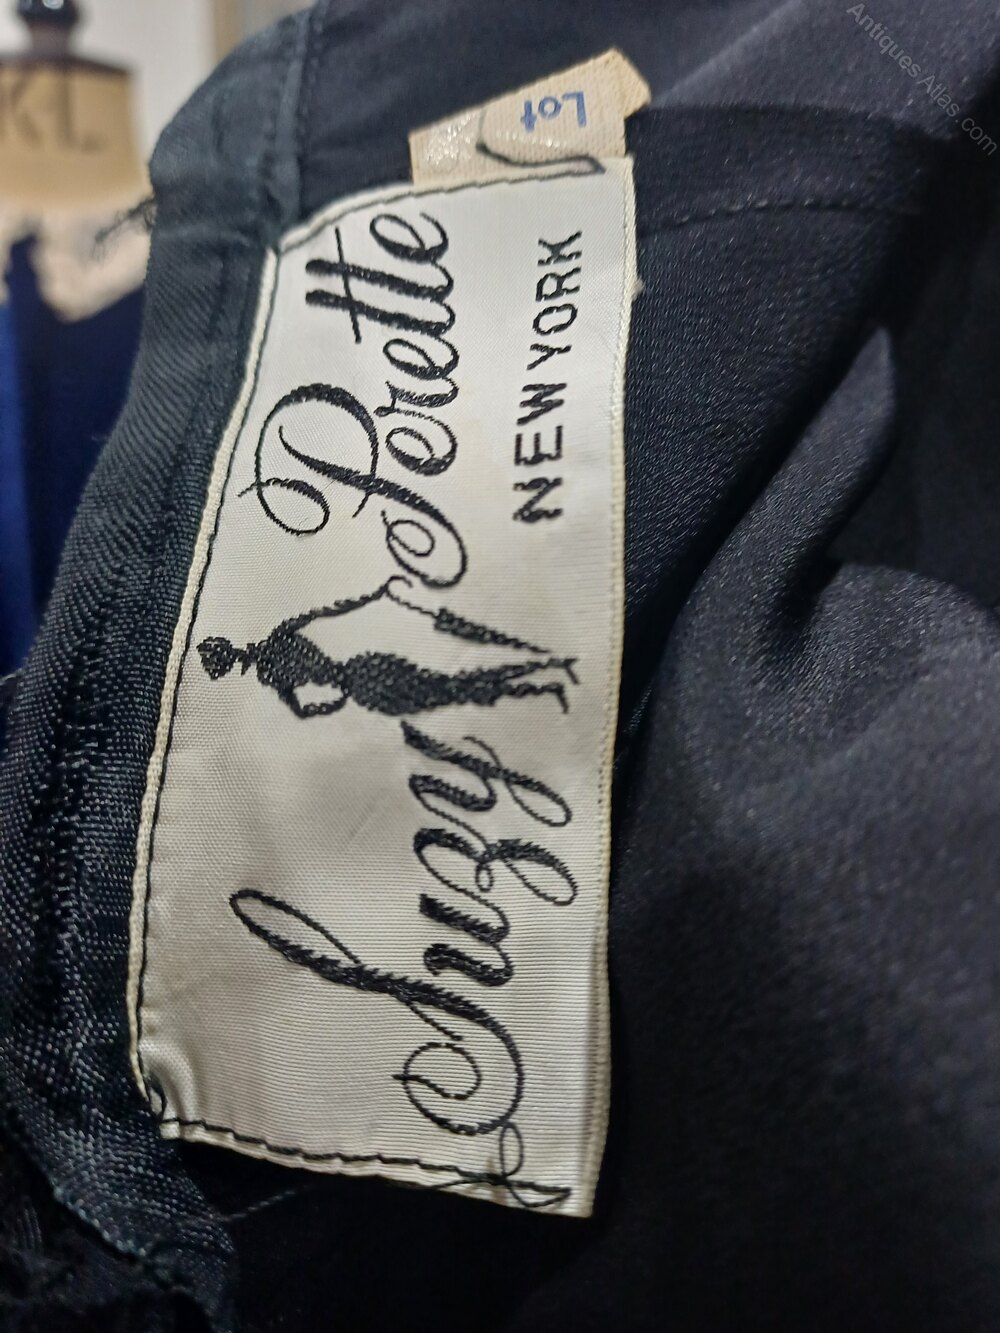 Suzy Perette
NEW YORK
Lot
AntiquesAtlas.com